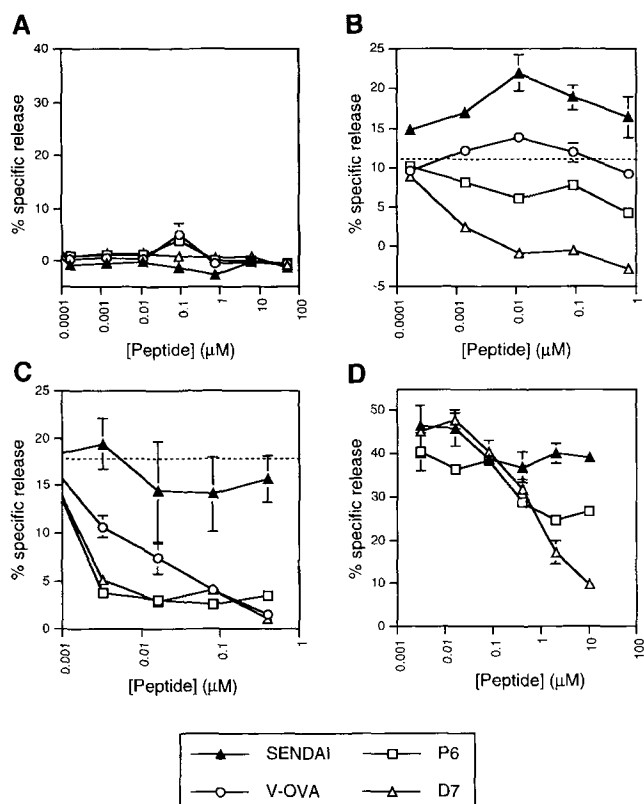 A
% specific release
40
30
20
10
0
0.0001
0.001
0.01
0.1
1
10
100
[Peptide] (μM)
B
% specific release
25
20
15
10
5
0
-5
0.0001
0.001
0.01
0.1
1
[Peptide] (μM)
C
% specific release
25
20
15
10
5
0
0.001
0.01
0.1
1
[Peptide] (μM)
D
% specific release
50
40
30
20
10
0
0.001
0.01
0.1
1
10
100
[Peptide] (μM)
SENDAI
P6
V-OVA
D7